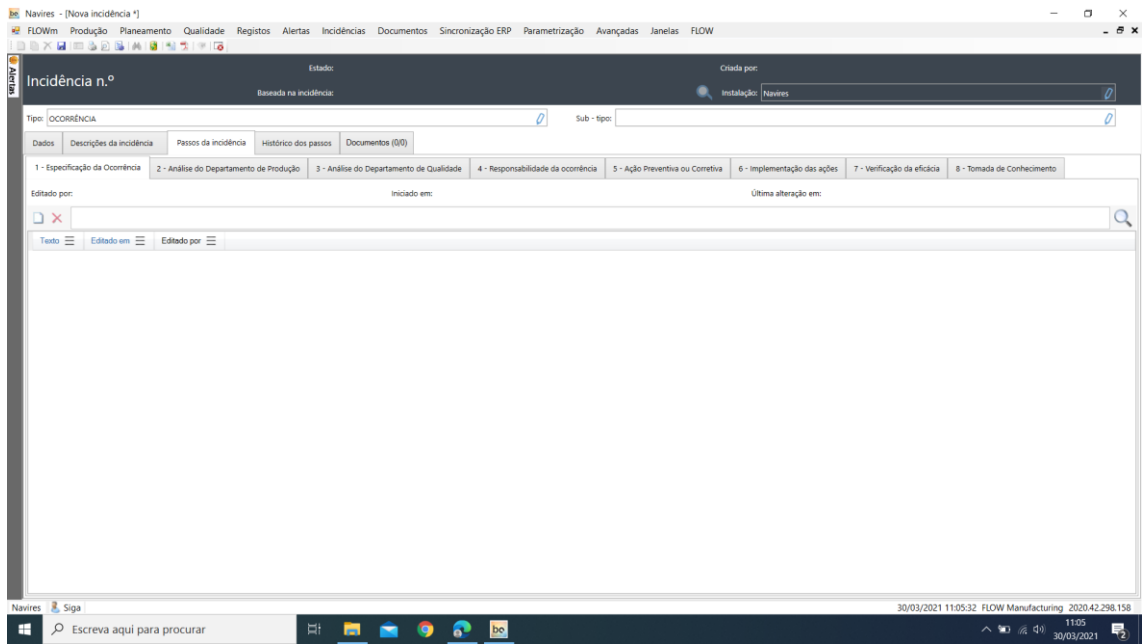 be Navires - [Nova incidência *]
FLOWm Produção Planeamento Qualidade Registos Alertas Incidências Documentos Sincronização ERP Parametrização Avançadas Janelas FLOW
Alertas
Estado: Criada por:
Incidência n.º
Baseada na incidência: Instalação: Navires
Tipo: OCORRÊNCIA Sub - tipo:
Dados Descrições da incidência Passos da incidência Histórico dos passos Documentos (0/0)
1 - Especificação da Ocorrência 2 - Análise do Departamento de Produção 3 - Análise do Departamento de Qualidade 4 - Responsabilidade da ocorrência 5 - Ação Preventiva ou Corretiva 6 - Implementação das ações 7 - Verificação da eficácia 8 - Tomada de Conhecimento
Editado por: Iniciado em: Última alteração em:
Texto Editado em Editado por
Navires Siga 30/03/2021 11:05:32 FLOW Manufacturing 2020.42.298.158
Escreva aqui para procurar be 11:05
30/03/2021 2